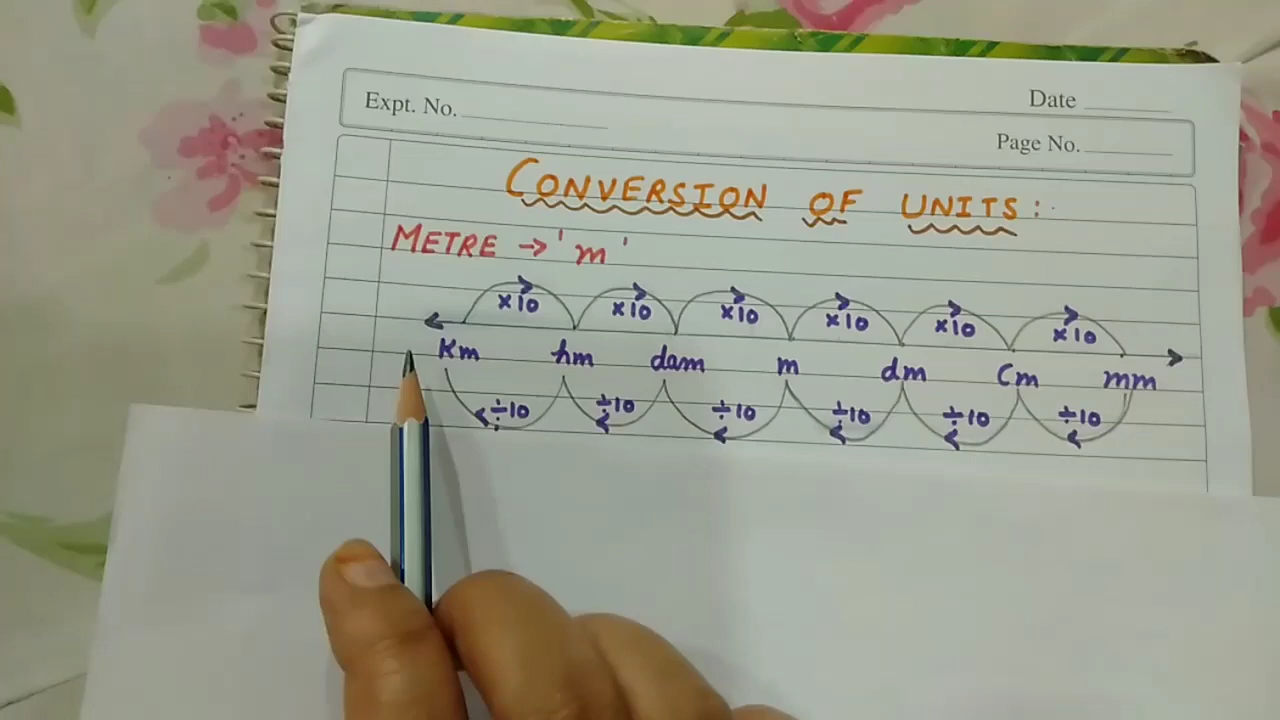 Expt. No.
Date
Page No.
CONVERSION OF UNITS:
METRE → 'm'
×10 ×10 ×10 ×10 ×10 ×10
Km hm dam m dm Cm mm
÷10 ÷10 ÷10 ÷10 ÷10 ÷10